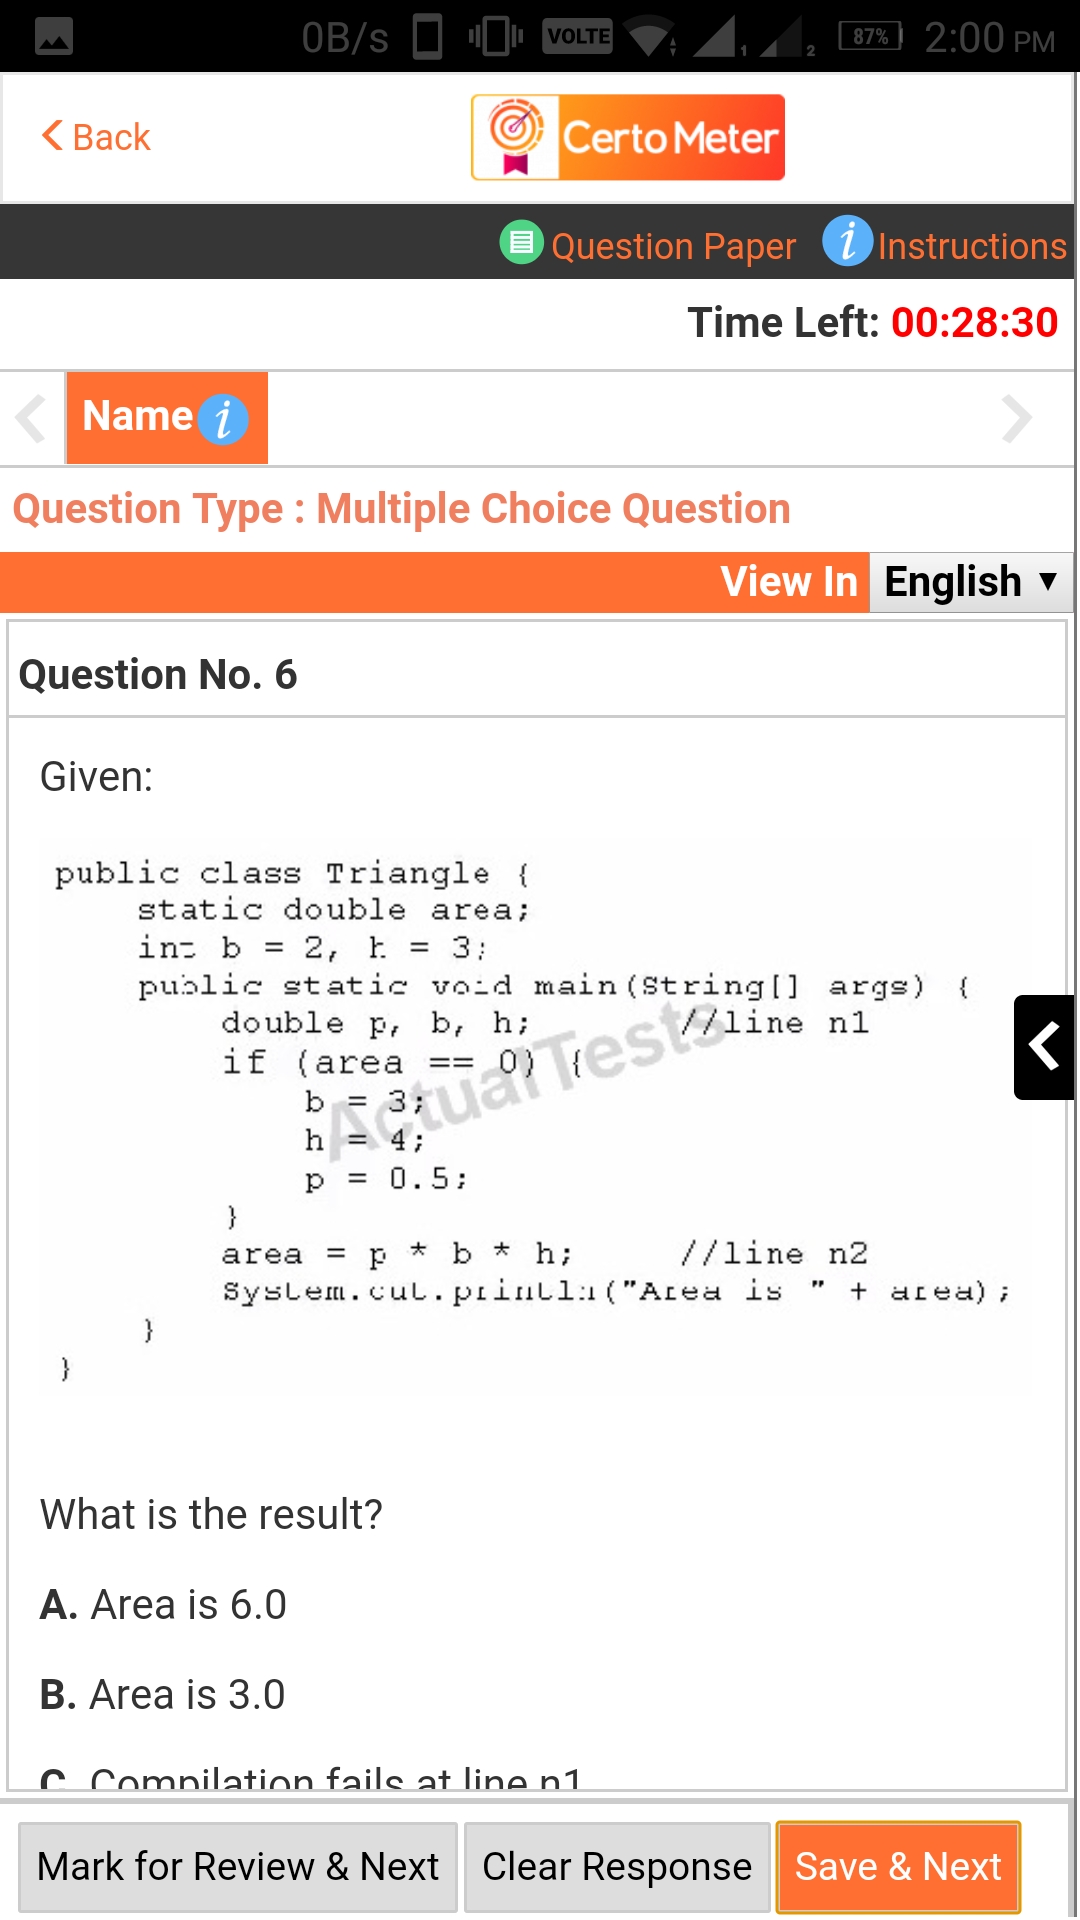 0B/s VOLTE 1 2 87% 2:00 PM
Back CertoMeter
Question Paper i Instructions
Time Left: 00:28:30
Name i
Question Type : Multiple Choice Question
View In English
Question No. 6
Given:
public class Triangle {
static double area;
int b = 2, h = 3;
public static void main(String[] args) {
double p, b, h; //line n1
if (area == 0) {
b = 3;
h = 4;
p = 0.5;
}
area = p * b * h; //line n2
System.out.println("Area is " + area);
}
}
ActualTests
What is the result?
A. Area is 6.0
B. Area is 3.0
C. Compilation fails at line n1
Mark for Review & Next Clear Response Save & Next